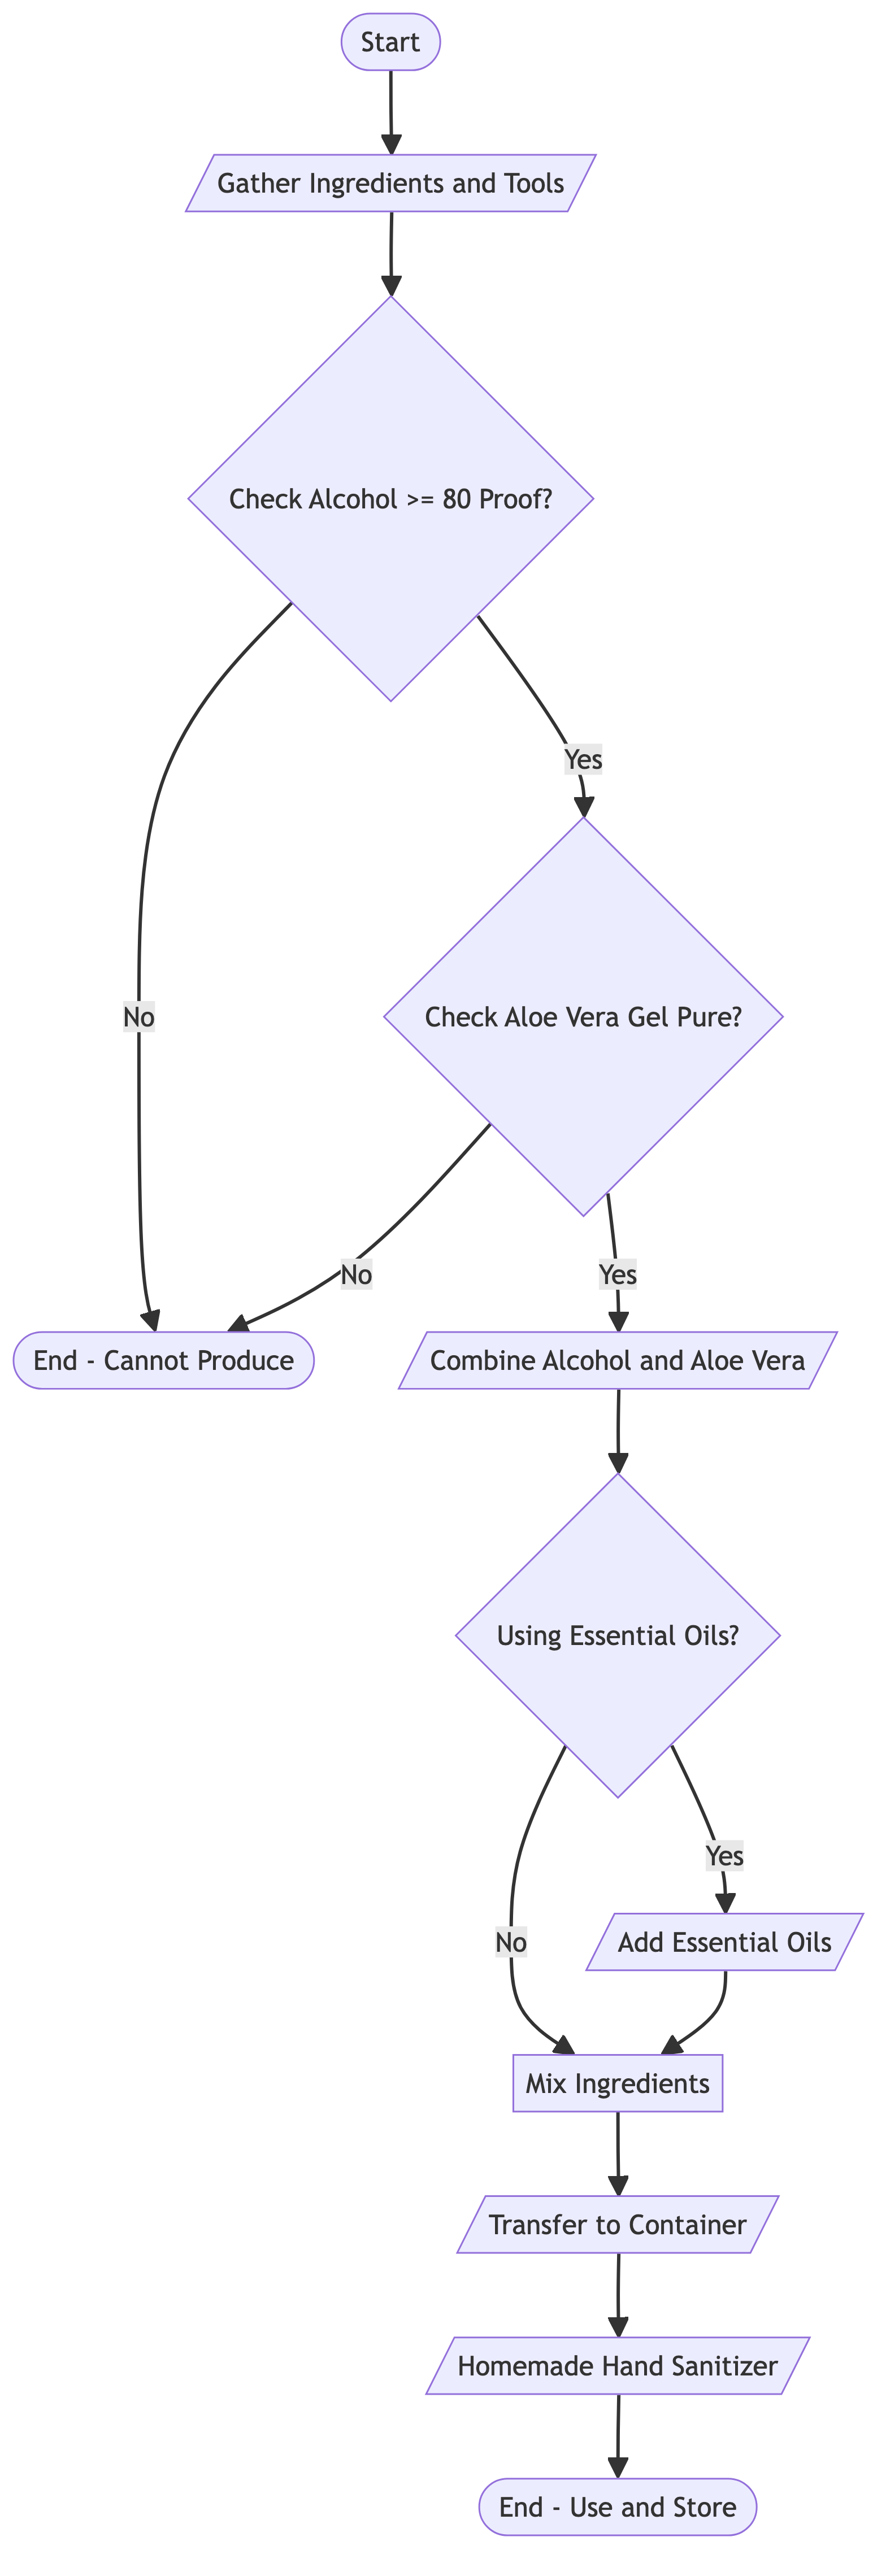 Start
Gather Ingredients and Tools
Check Alcohol >= 80 Proof?
Yes
Check Aloe Vera Gel Pure?
No
No
Yes
End - Cannot Produce
Combine Alcohol and Aloe Vera
Using Essential Oils?
Yes
No
Add Essential Oils
Mix Ingredients
Transfer to Container
Homemade Hand Sanitizer
End - Use and Store